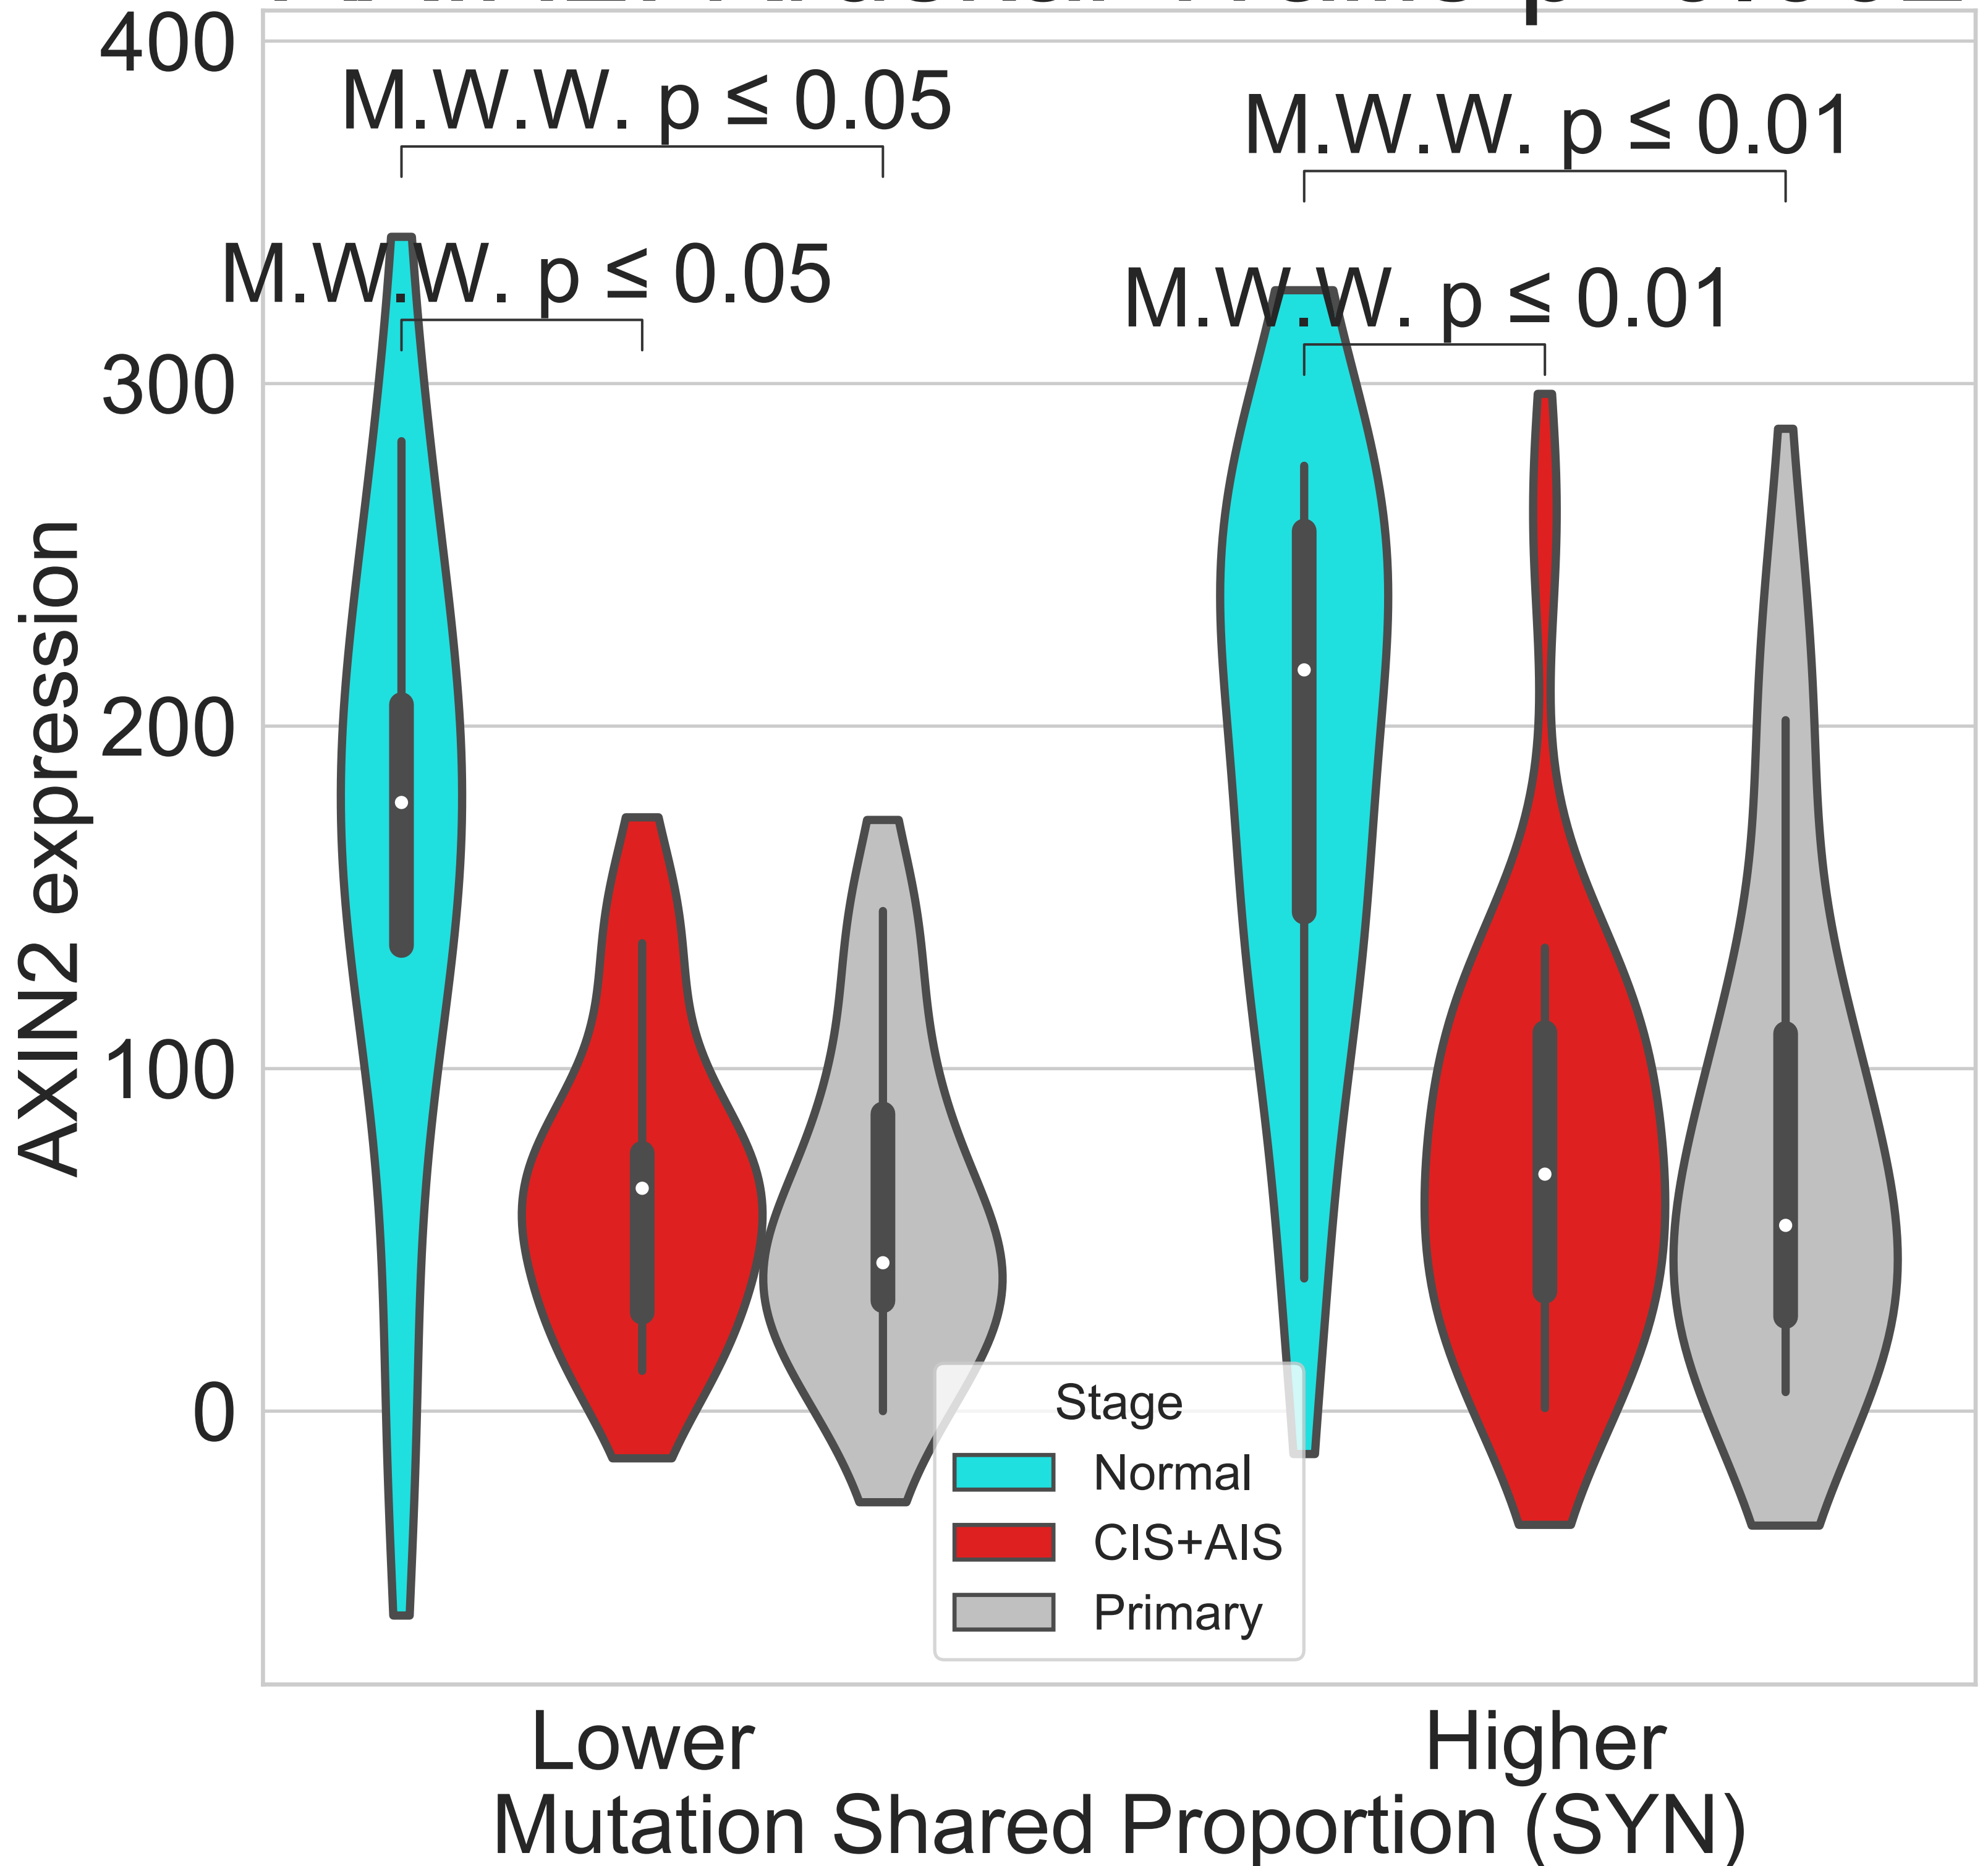 400
M.W.W. p ≤ 0.05
M.W.W. p ≤ 0.01
M.W.W. p ≤ 0.05
M.W.W. p ≤ 0.01
300
200
100
0
AXIN2 expression
Stage
Normal
CIS+AIS
Primary
Lower
Higher
Mutation Shared Proportion (SYN)